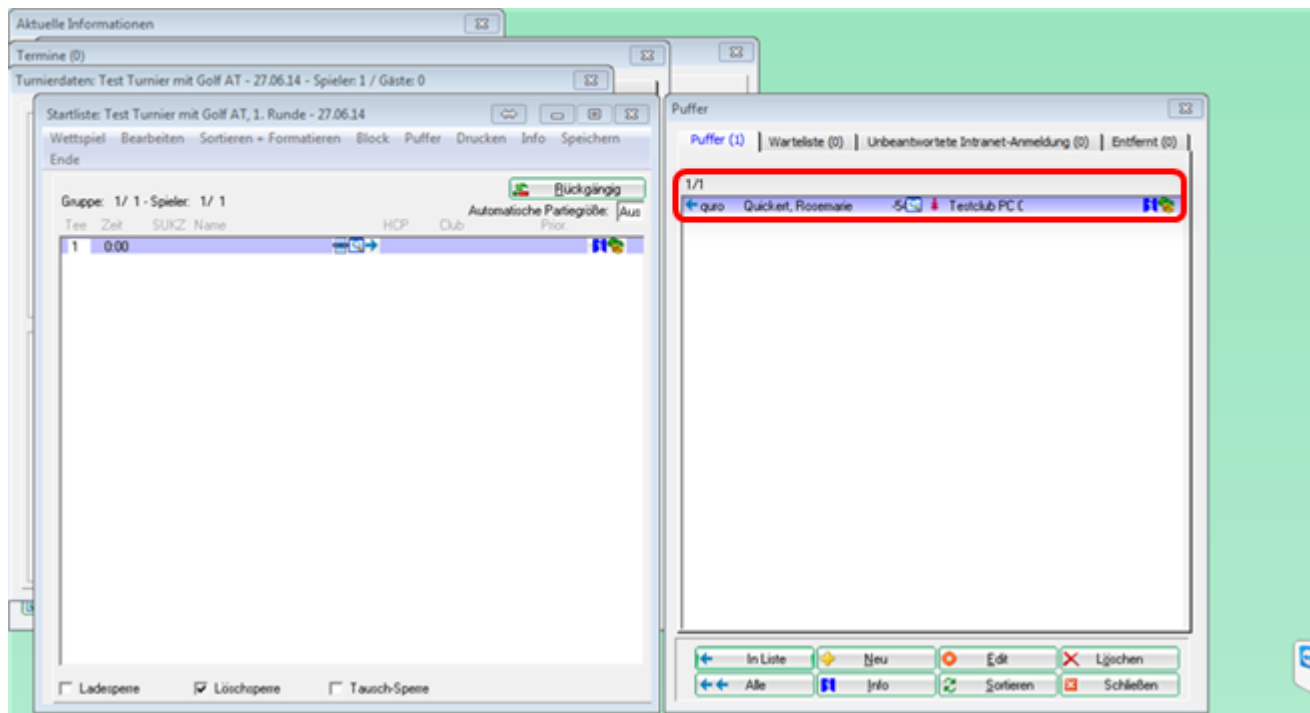 Aktuelle Informationen
Termine (0)
Turnierdaten: Test Turnier mit Golf AT - 27.06.14 - Spieler: 1 / Gäste: 0
Startliste: Test Turnier mit Golf AT, 1. Runde - 27.06.14
Wettspiel Bearbeiten Sortieren + Formatieren Block Puffer Drucken Info Speichern
Ende
Rückgängig
Gruppe: 1/ 1 - Spieler: 1/ 1
Automatische Partiegröße: Aus
Tee Zeit SUKZ Name HCP Club Prior.
1 0:00
Ladesperre Löschsperre Tausch-Sperre
Puffer
Puffer (1) Warteliste (0) Unbeantwortete Intranet-Anmeldung (0) Entfernt (0)
1/1
quro Quickert, Rosemarie Testclub PC C
In Liste Neu Edit Löschen
Alle Info Sortieren Schließen